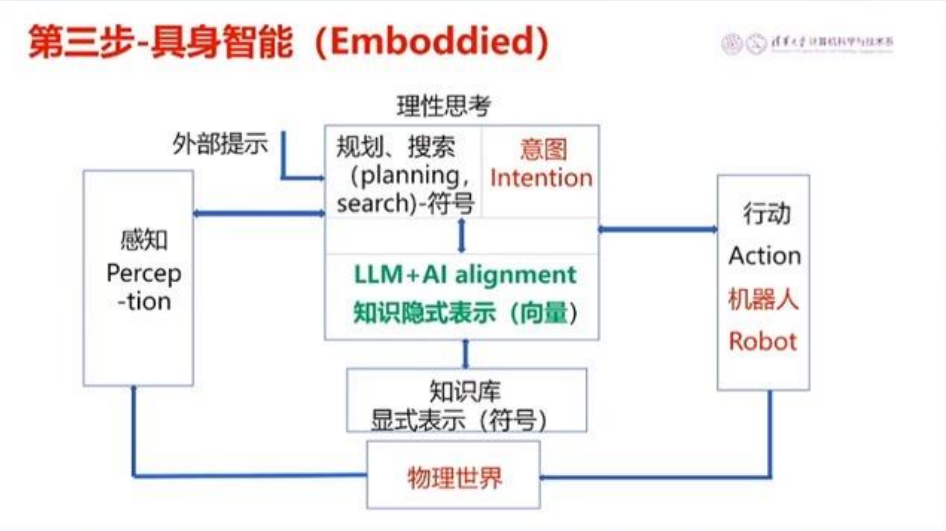 第三步-具身智能（Emboddied）
清华大学计算机科学与技术系
理性思考
外部提示
规划、搜索
（planning，
search)-符号
意图
Intention
感知
Percep
-tion
LLM+AI alignment
知识隐式表示（向量）
行动
Action
机器人
Robot
知识库
显式表示（符号）
物理世界